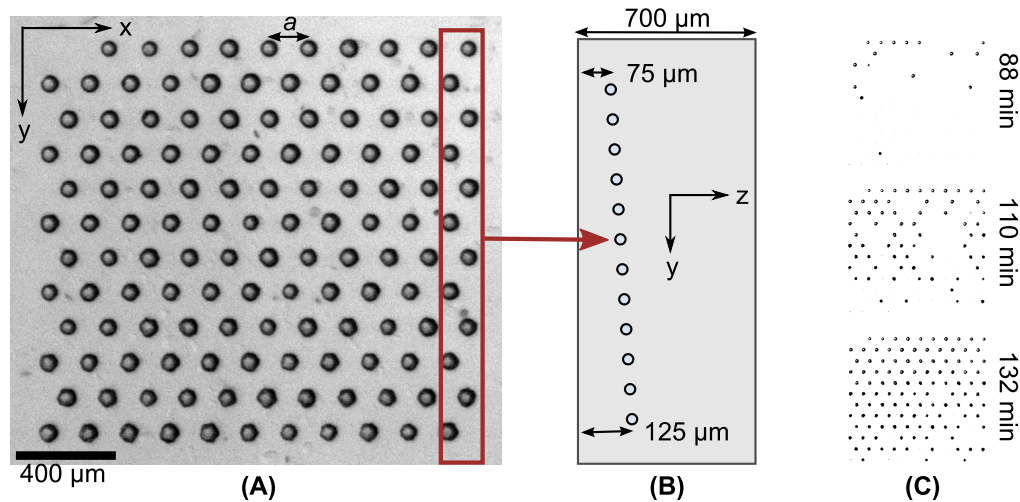 x
a
y
400 µm
(A)
700 µm
75 µm
z
y
125 µm
(B)
88 min
110 min
132 min
(C)